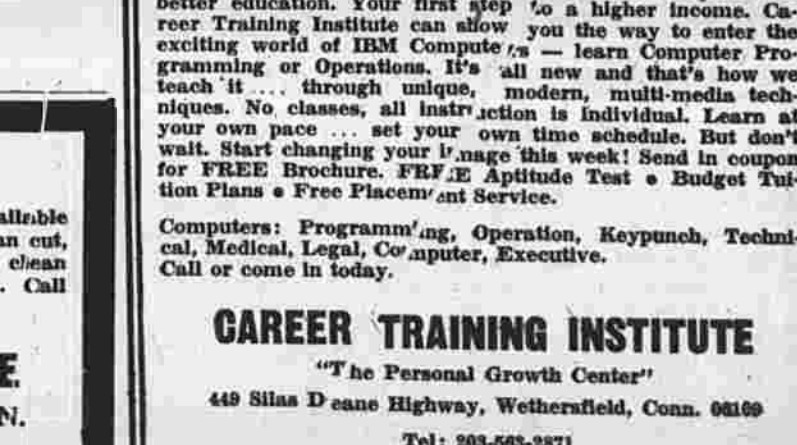 better education. Your first step to a higher income. Ca-
reer Training Institute can show you the way to enter the
exciting world of IBM Computers — learn Computer Pro-
gramming or Operations. It's all new and that's how we
teach it .... through unique, modern, multi-media tech-
niques. No classes, all instruction is individual. Learn at
your own pace ... set your own time schedule. But don't
wait. Start changing your image this week! Send in coupon
for FREE Brochure. FREE Aptitude Test • Budget Tui-
tion Plans • Free Placement Service.
Computers: Programming, Operation, Keypunch, Techni-
cal, Medical, Legal, Computer, Executive.
Call or come in today.
CAREER TRAINING INSTITUTE
"The Personal Growth Center"
449 Silas Deane Highway, Wethersfield, Conn. 06109
Tel: 203-563-2871
ailable
an cut,
clean
. Call
E.
N.